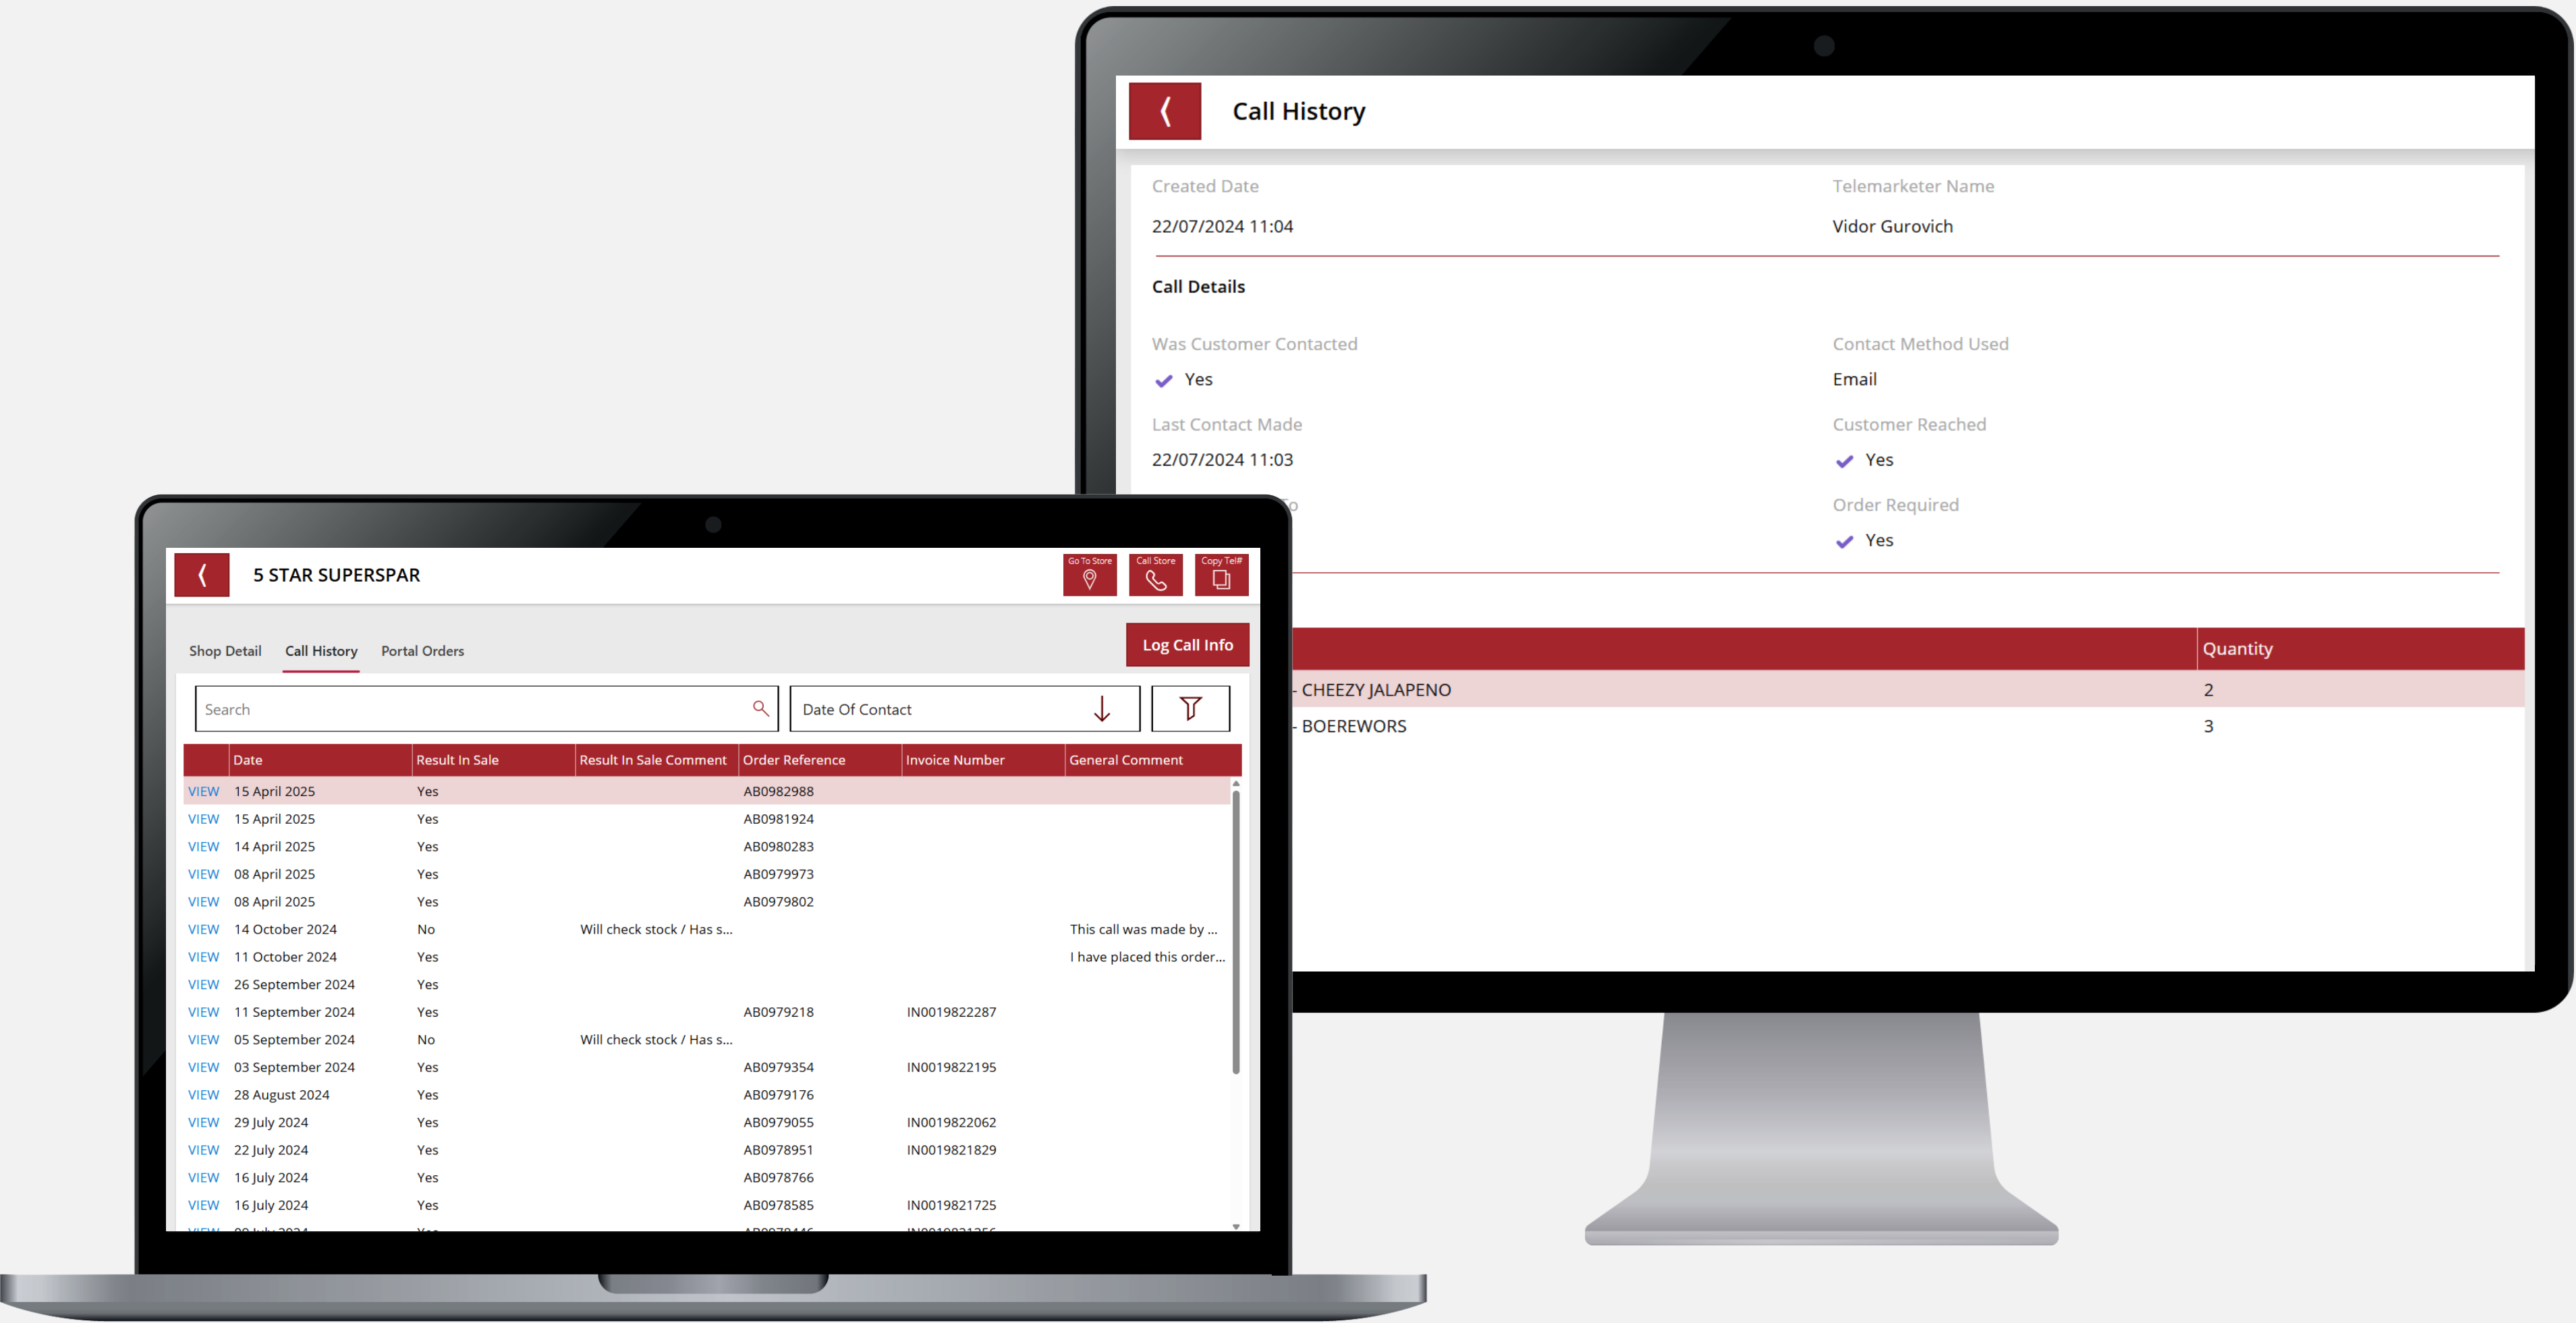 Call History
Created Date Telemarketer Name
22/07/2024 11:04 Vidor Gurovich
Call Details
Was Customer Contacted Contact Method Used
Yes Email
Last Contact Made Customer Reached
22/07/2024 11:03 Yes
To Order Required
Yes
Quantity
- CHEEZY JALAPENO 2
- BOEREWORS 3
5 STAR SUPERSPAR Go To Store Call Store Copy Tel#
Shop Detail Call History Portal Orders Log Call Info
Search Date Of Contact
Date Result In Sale Result In Sale Comment Order Reference Invoice Number General Comment
VIEW 15 April 2025 Yes AB0982988
VIEW 15 April 2025 Yes AB0981924
VIEW 14 April 2025 Yes AB0980283
VIEW 08 April 2025 Yes AB0979973
VIEW 08 April 2025 Yes AB0979802
VIEW 14 October 2024 No Will check stock / Has s... This call was made by ...
VIEW 11 October 2024 Yes I have placed this order...
VIEW 26 September 2024 Yes
VIEW 11 September 2024 Yes AB0979218 IN0019822287
VIEW 05 September 2024 No Will check stock / Has s...
VIEW 03 September 2024 Yes AB0979354 IN0019822195
VIEW 28 August 2024 Yes AB0979176
VIEW 29 July 2024 Yes AB0979055 IN0019822062
VIEW 22 July 2024 Yes AB0978951 IN0019821829
VIEW 16 July 2024 Yes AB0978766
VIEW 16 July 2024 Yes AB0978585 IN0019821725